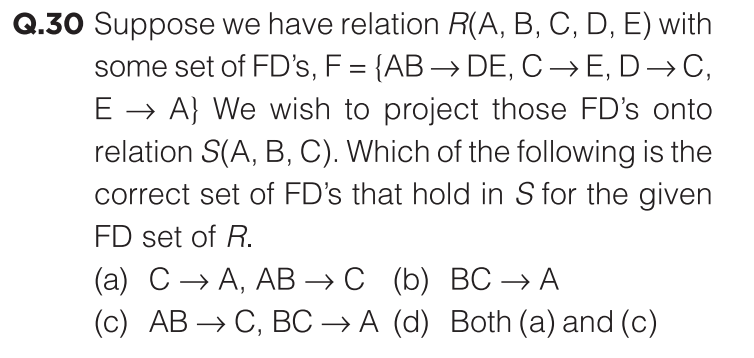 Q.30 Suppose we have relation R(A, B, C, D, E) with
some set of FD's, F = {AB → DE, C → E, D → C,
E → A} We wish to project those FD's onto
relation S(A, B, C). Which of the following is the
correct set of FD's that hold in S for the given
FD set of R.
(a) C → A, AB → C (b) BC → A
(c) AB → C, BC → A (d) Both (a) and (c)